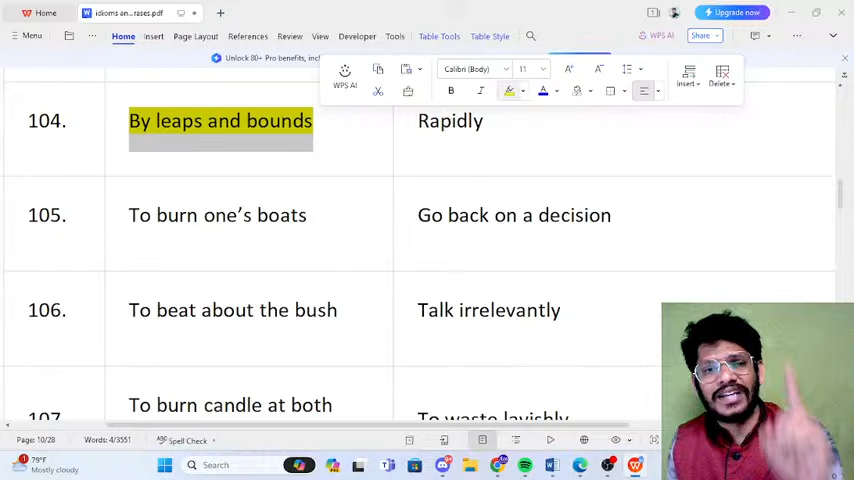 Home
idioms an...rases.pdf
Upgrade now
Menu
Home
Insert
Page Layout
References
Review
View
Developer
Tools
Table Tools
Table Style
WPS AI
Share
Unlock 80+ Pro benefits, inc
WPS AI
Calibri (Body)
11
A+
A-
B
I
A
Insert
Delete
104.
By leaps and bounds
Rapidly
105.
To burn one's boats
Go back on a decision
106.
To beat about the bush
Talk irrelevantly
107.
To burn candle at both
To waste lavishly
Page: 10/28
Words: 4/3551
Spell Check
79°F
Mostly cloudy
Search